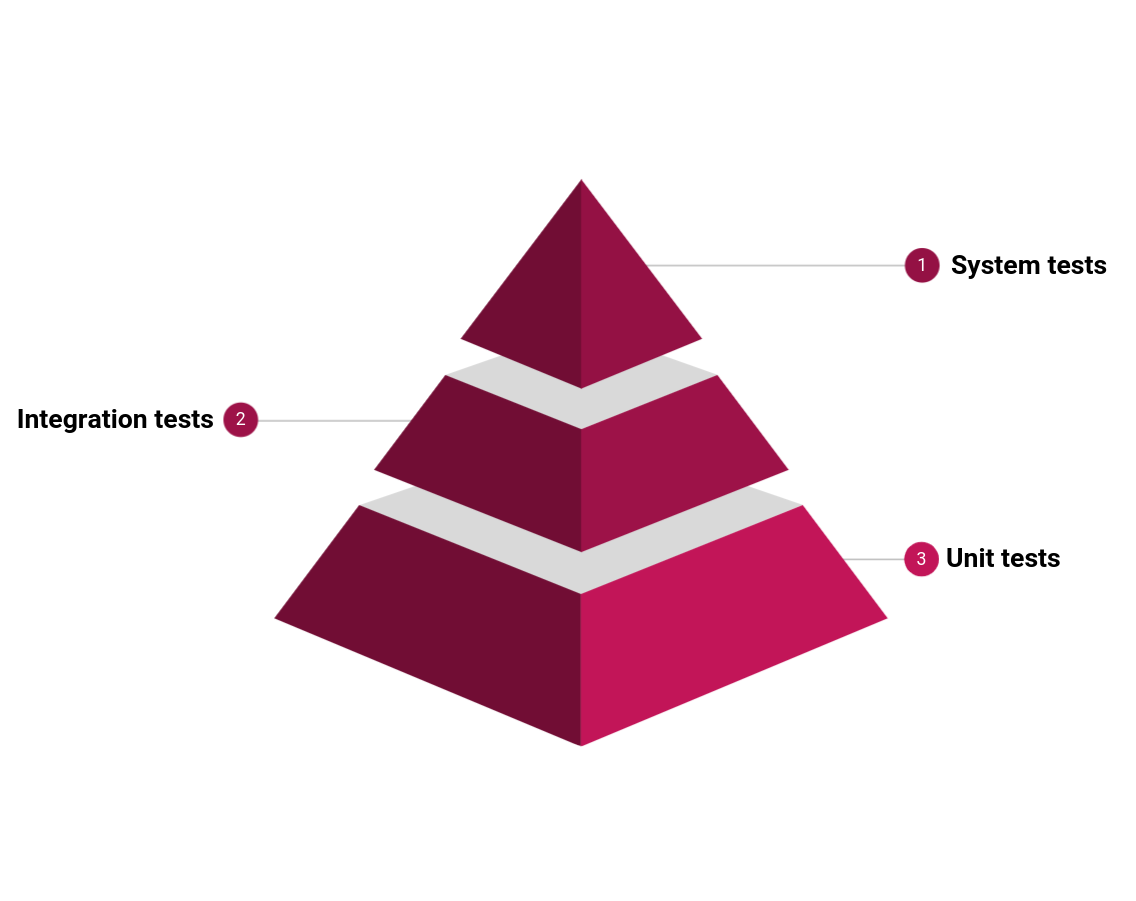 1 System tests
Integration tests 2
3 Unit tests